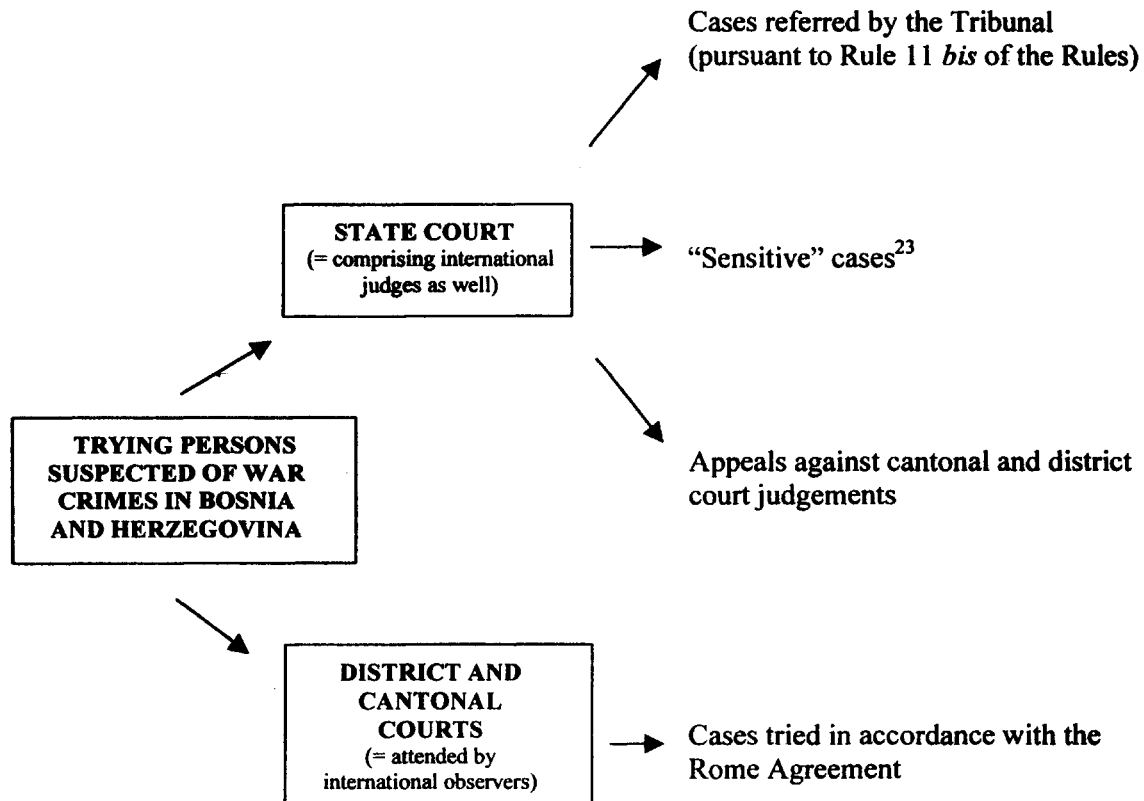 Cases referred by the Tribunal
(pursuant to Rule 11 bis of the Rules)
STATE COURT
(= comprising international
judges as well)
“Sensitive” cases23
TRYING PERSONS
SUSPECTED OF WAR
CRIMES IN BOSNIA
AND HERZEGOVINA
Appeals against cantonal and district
court judgements
DISTRICT AND
CANTONAL
COURTS
(= attended by
international observers)
Cases tried in accordance with the
Rome Agreement